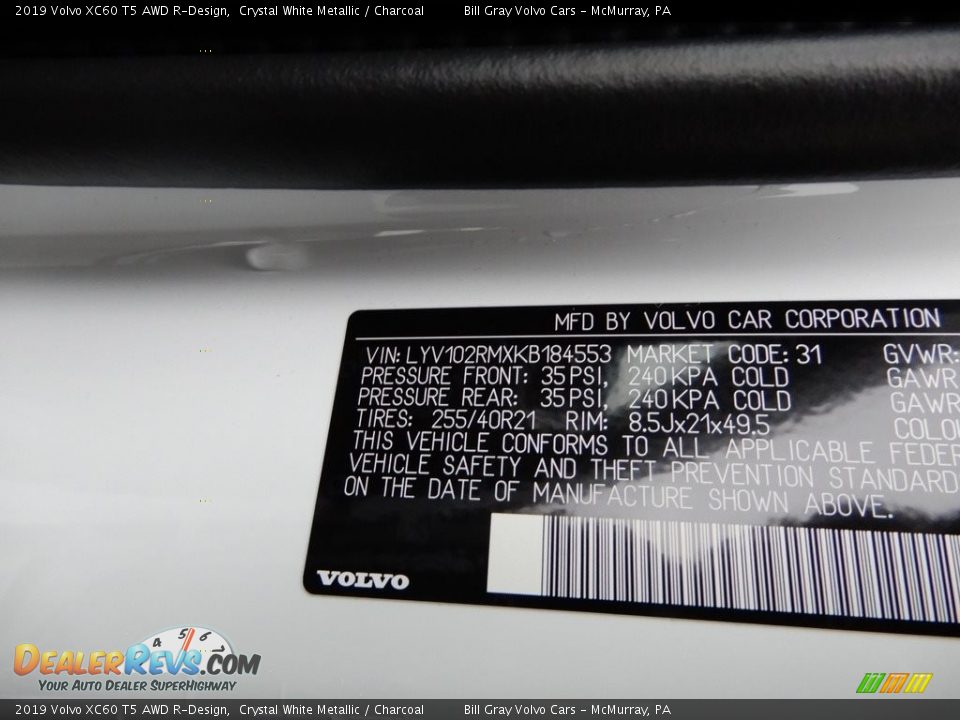 2019 Volvo XC60 T5 AWD R-Design,  Crystal White Metallic / Charcoal  Bill Gray Volvo Cars - McMurray, PA
MFD BY VOLVO CAR CORPORATION
VIN: LYV102RMXKB184553 MARKET CODE: 31 GVWR:
PRESSURE FRONT: 35 PSI, 240 KPA COLD GAWR
PRESSURE REAR: 35 PSI, 240 KPA COLD GAWR
TIRES: 255/40R21 RIM: 8.5Jx21x49.5 COLO
THIS VEHICLE CONFORMS TO ALL APPLICABLE FEDER
VEHICLE SAFETY AND THEFT PREVENTION STANDARD
ON THE DATE OF MANUFACTURE SHOWN ABOVE.
VOLVO
4 5 6 7
DealerRevs.com
Your Auto Dealer SuperHighway
2019 Volvo XC60 T5 AWD R-Design,  Crystal White Metallic / Charcoal  Bill Gray Volvo Cars - McMurray, PA